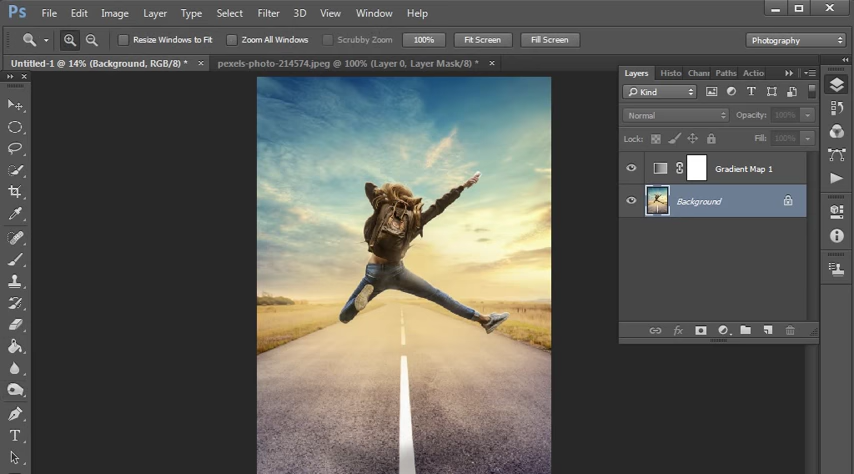 Ps File Edit Image Layer Type Select Filter 3D View Window Help
Resize Windows to Fit Zoom All Windows Scrubby Zoom 100% Fit Screen Fill Screen Photography
Untitled-1 @ 14% (Background, RGB/8) * pexels-photo-214574.jpeg @ 100% (Layer 0, Layer Mask/8) *
Layers Histo Chann Paths Actio
Kind T
Normal Opacity: 100%
Lock: Fill: 100%
Gradient Map 1
Background
fx
T